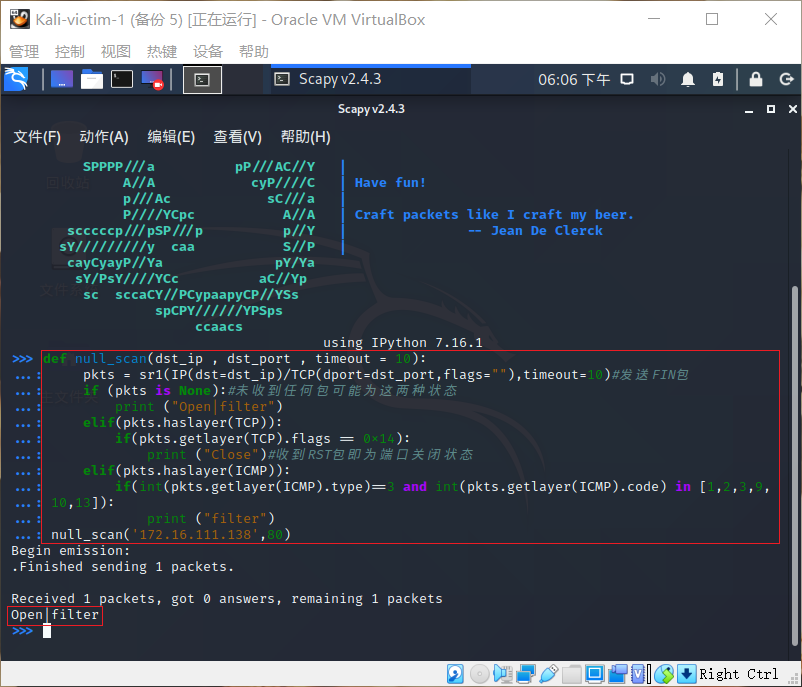 Kali-victim-1 (备份 5) [正在运行] - Oracle VM VirtualBox
管理 控制 视图 热键 设备 帮助
Scapy v2.4.3 06:06 下午
Scapy v2.4.3
文件(F) 动作(A) 编辑(E) 查看(V) 帮助(H)
SPPPP///a pP///AC//Y |
A//A cyP////C | Have fun!
p///Ac sC///a |
P////YCpc A//A | Craft packets like I craft my beer.
scccccp///pSP///p p//Y | -- Jean De Clerck
sY/////////y caa S//P |
cayCyayP//Ya pY/Ya
sY/PsY////YCc aC//Yp
sc sccaCY//PCypaapyCP//YSs
spCPY//////YPSps
ccaacs
using IPython 7.16.1
>>> def null_scan(dst_ip , dst_port , timeout = 10):
...: pkts = sr1(IP(dst=dst_ip)/TCP(dport=dst_port,flags=""),timeout=10)#发送FIN包
...: if (pkts is None):#未收到任何包可能为这两种状态
...: print ("Open|filter")
...: elif(pkts.haslayer(TCP)):
...: if(pkts.getlayer(TCP).flags == 0×14):
...: print ("Close")#收到RST包即为端口关闭状态
...: elif(pkts.haslayer(ICMP)):
...: if(int(pkts.getlayer(ICMP).type)==3 and int(pkts.getlayer(ICMP).code) in [1,2,3,9,
...: 10,13]):
...: print ("filter")
...: null_scan('172.16.111.138',80)
Begin emission:
.Finished sending 1 packets.
Received 1 packets, got 0 answers, remaining 1 packets
Open|filter
>>>
Right Ctrl